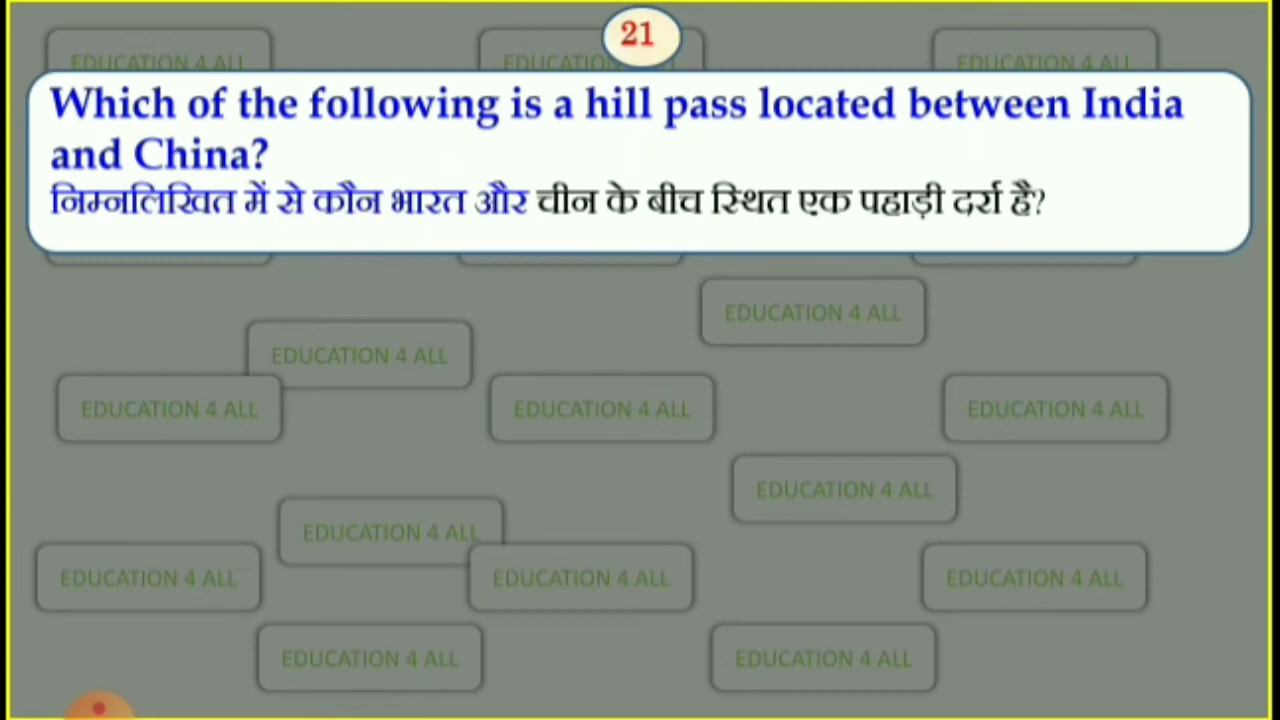 21
EDUCATION 4 ALL
EDUCATION 4 ALL
EDUCATION 4 ALL
Which of the following is a hill pass located between India
and China?
निम्नलिखित में से कौन भारत और चीन के बीच स्थित एक पहाड़ी दर्रा है?
EDUCATION 4 ALL
EDUCATION 4 ALL
EDUCATION 4 ALL
EDUCATION 4 ALL
EDUCATION 4 ALL
EDUCATION 4 ALL
EDUCATION 4 ALL
EDUCATION 4 ALL
EDUCATION 4 ALL
EDUCATION 4 ALL
EDUCATION 4 ALL
EDUCATION 4 ALL